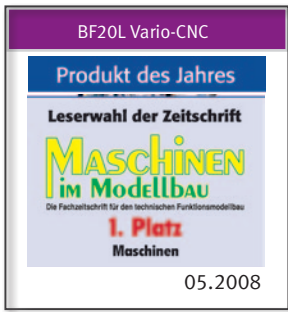 BF20L Vario-CNC
Produkt des Jahres
Leserwahl der Zeitschrift
MASCHINEN
IM MODELLBAU
Die Fachzeitschrift für den technischen Funktionsmodellbau
1. Platz
Maschinen
05.2008